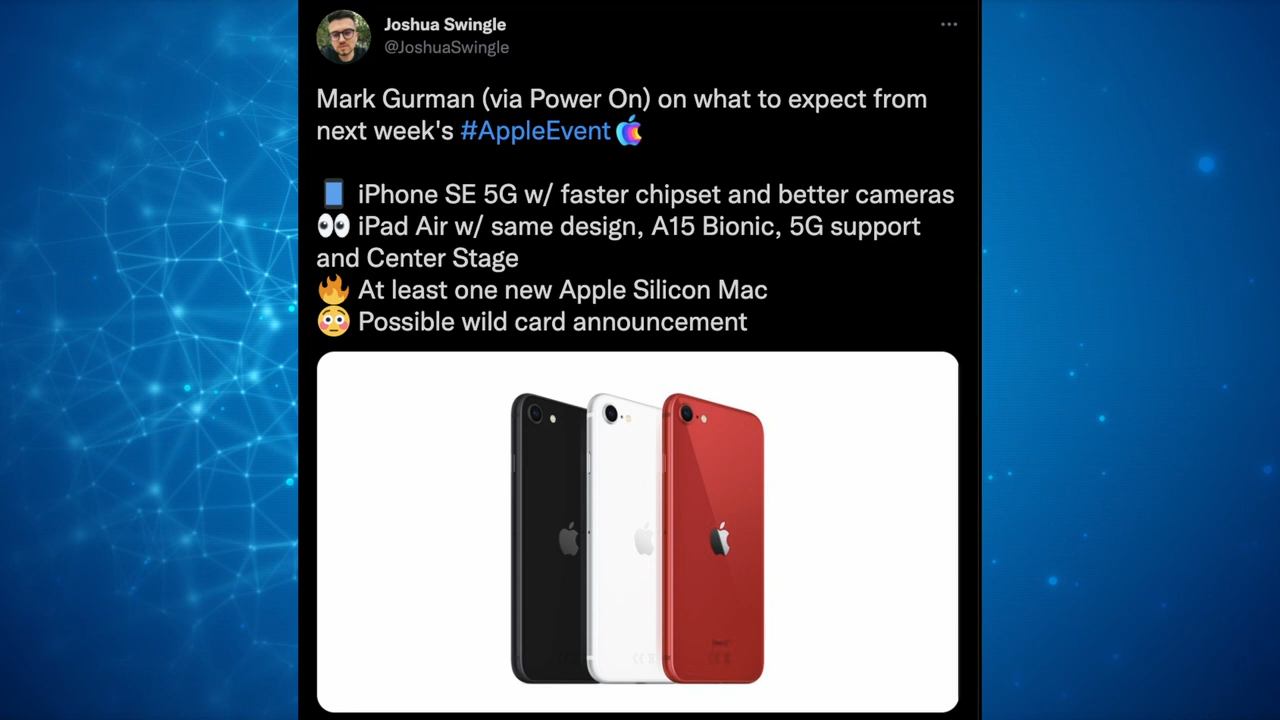 Joshua Swingle
@JoshuaSwingle
Mark Gurman (via Power On) on what to expect from
next week's #AppleEvent
📱 iPhone SE 5G w/ faster chipset and better cameras
👀 iPad Air w/ same design, A15 Bionic, 5G support
and Center Stage
🔥 At least one new Apple Silicon Mac
😳 Possible wild card announcement